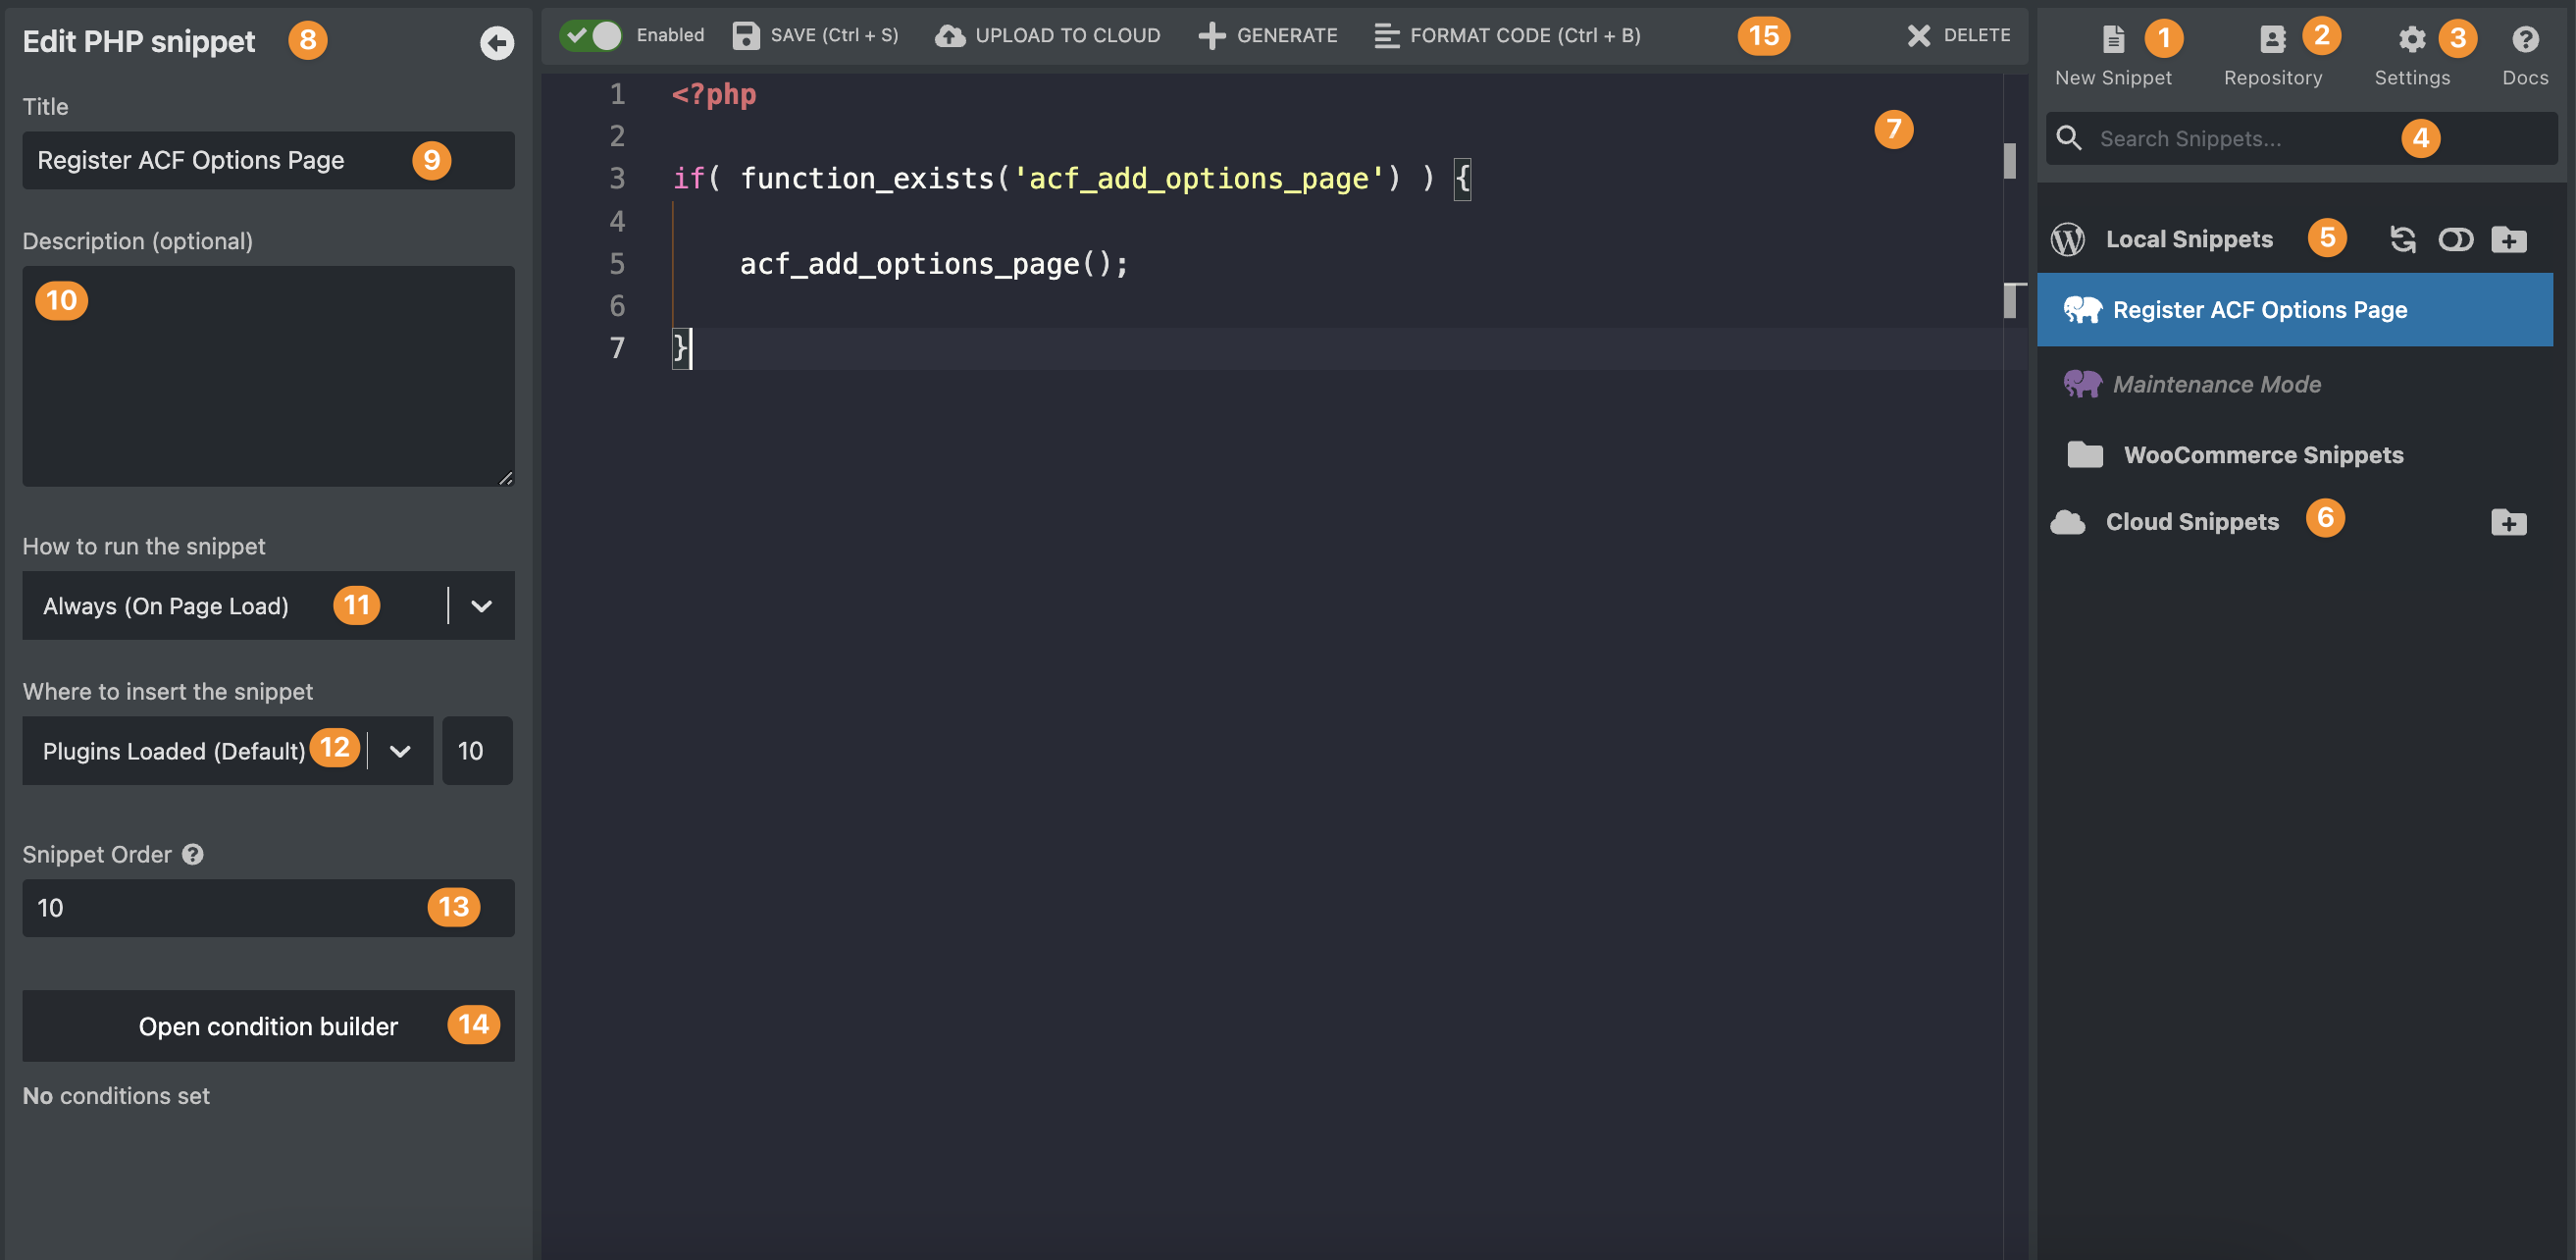 Edit PHP snippet 8
Title
Register ACF Options Page 9
Description (optional)
10
How to run the snippet
Always (On Page Load) 11
Where to insert the snippet
Plugins Loaded (Default) 12 10
Snippet Order ?
10 13
Open condition builder 14
No conditions set
Enabled SAVE (Ctrl + S) UPLOAD TO CLOUD GENERATE FORMAT CODE (Ctrl + B) 15 DELETE
1 <?php
7
2
3 if( function_exists('acf_add_options_page') ) {
4
5 acf_add_options_page();
6
7 }
1 2 3 ?
New Snippet Repository Settings Docs
Search Snippets... 4
Local Snippets 5
Register ACF Options Page
Maintenance Mode
WooCommerce Snippets
Cloud Snippets 6